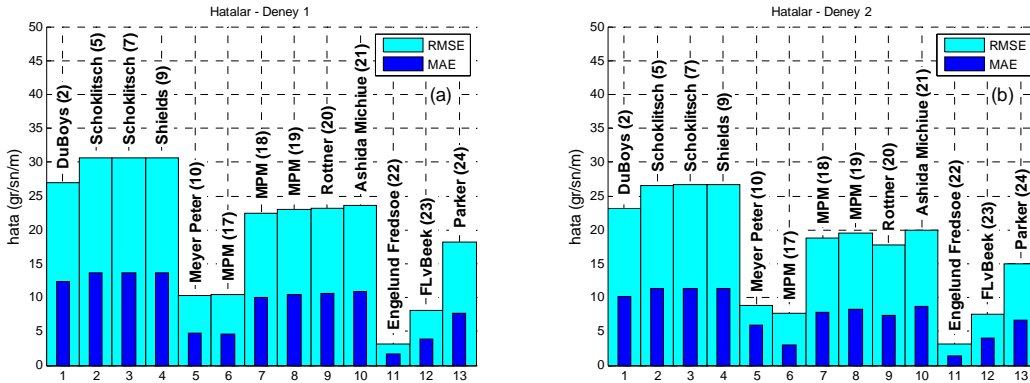 Hatalar - Deney 1
hata (gr/sn/m)
50
45
40
35
30
25
20
15
10
5
0
RMSE
MAE
(a)
DuBoys (2)
Schoklitsch (5)
Schoklitsch (7)
Shields (9)
Meyer Peter (10)
MPM (17)
MPM (18)
MPM (19)
Rottner (20)
Ashida Michiue (21)
Engelund Fredsoe (22)
FLvBeek (23)
Parker (24)
1 2 3 4 5 6 7 8 9 10 11 12 13
Hatalar - Deney 2
hata (gr/sn/m)
50
45
40
35
30
25
20
15
10
5
0
RMSE
MAE
(b)
DuBoys (2)
Schoklitsch (5)
Schoklitsch (7)
Shields (9)
Meyer Peter (10)
MPM (17)
MPM (18)
MPM (19)
Rottner (20)
Ashida Michiue (21)
Engelund Fredsoe (22)
FLvBeek (23)
Parker (24)
1 2 3 4 5 6 7 8 9 10 11 12 13